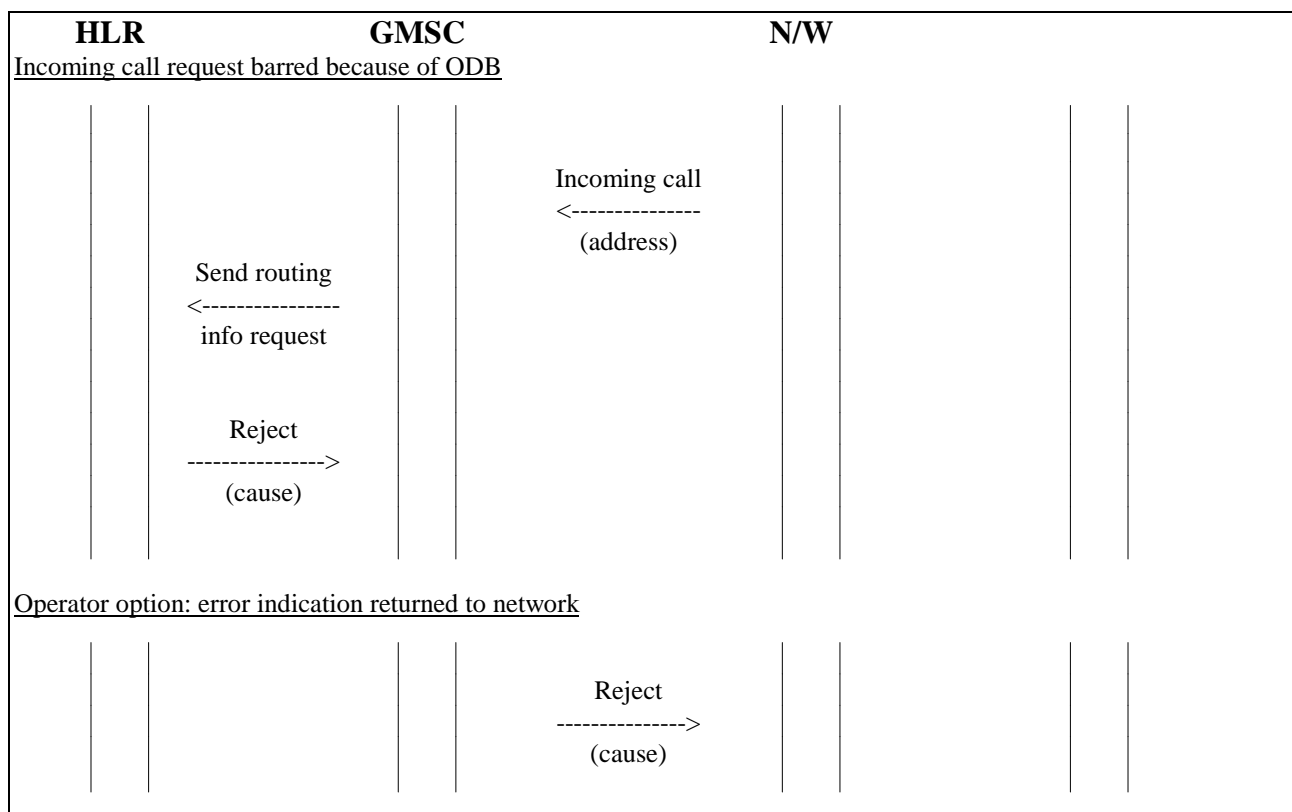 HLR GMSC N/W
Incoming call request barred because of ODB
Incoming call
<---------------
(address)
Send routing
<----------------
info request
Reject
---------------->
(cause)
Operator option: error indication returned to network
Reject
--------------->
(cause)